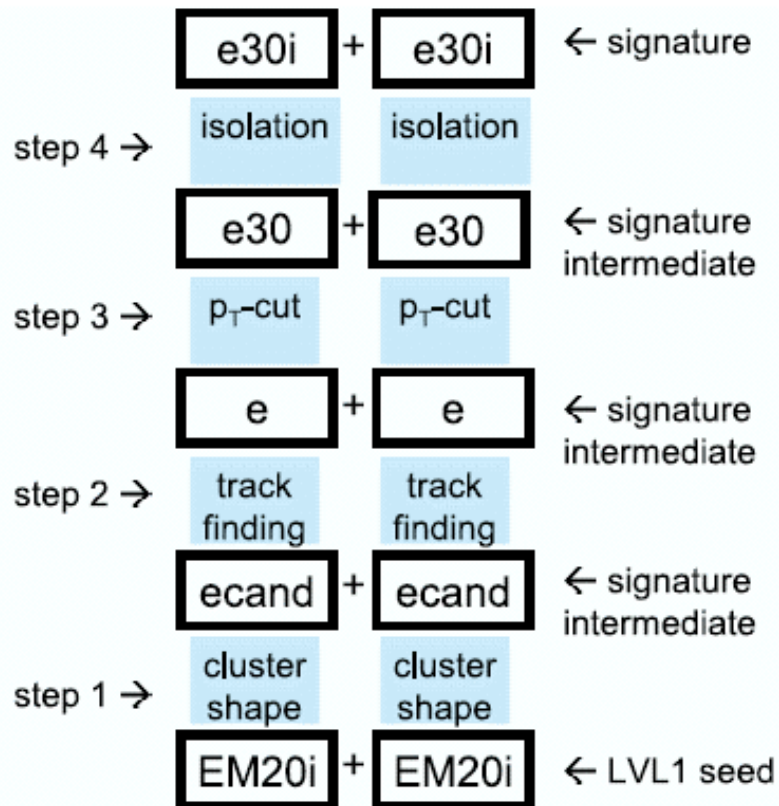 e30i + e30i ← signature
isolation isolation
step 4 →
e30 + e30 ← signature
intermediate
step 3 → pT-cut pT-cut
e + e ← signature
intermediate
step 2 → track track
finding finding
ecand + ecand ← signature
intermediate
cluster cluster
step 1 →
shape shape
EM20i + EM20i ← LVL1 seed